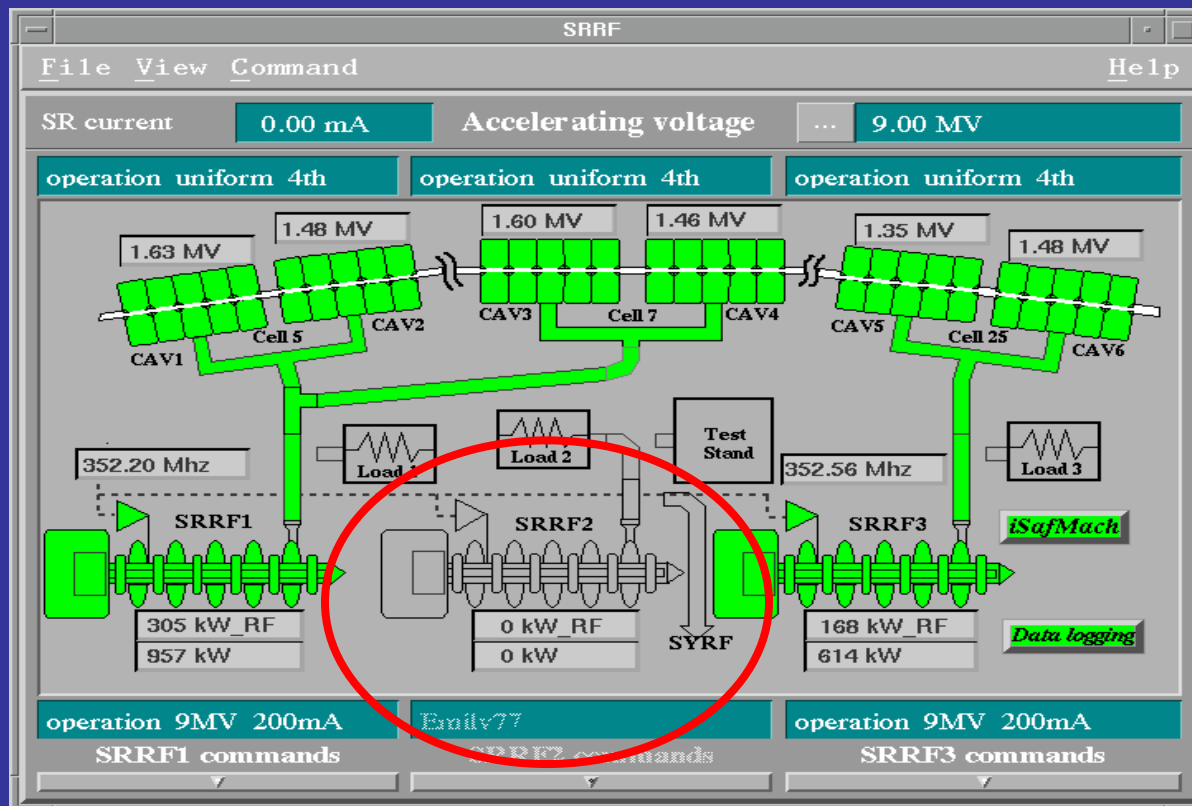 SRRF
File View Command Help
SR current 0.00 mA Accelerating voltage ... 9.00 MV
operation uniform 4th operation uniform 4th operation uniform 4th
1.63 MV 1.48 MV 1.60 MV 1.46 MV 1.35 MV 1.48 MV
CAV1 Cell 5 CAV2 CAV3 Cell 7 CAV4 CAV5 Cell 25 CAV6
Load 1 Load 2 Test Stand Load 3
352.20 Mhz 352.56 Mhz
SRRF1 SRRF2 SRRF3 iSafMach
305 kW_RF 0 kW_RF 168 kW_RF
957 kW 0 kW SYRF 614 kW Data logging
operation 9MV 200mA Emily77 operation 9MV 200mA
SRRF1 commands SRRF2 commands SRRF3 commands